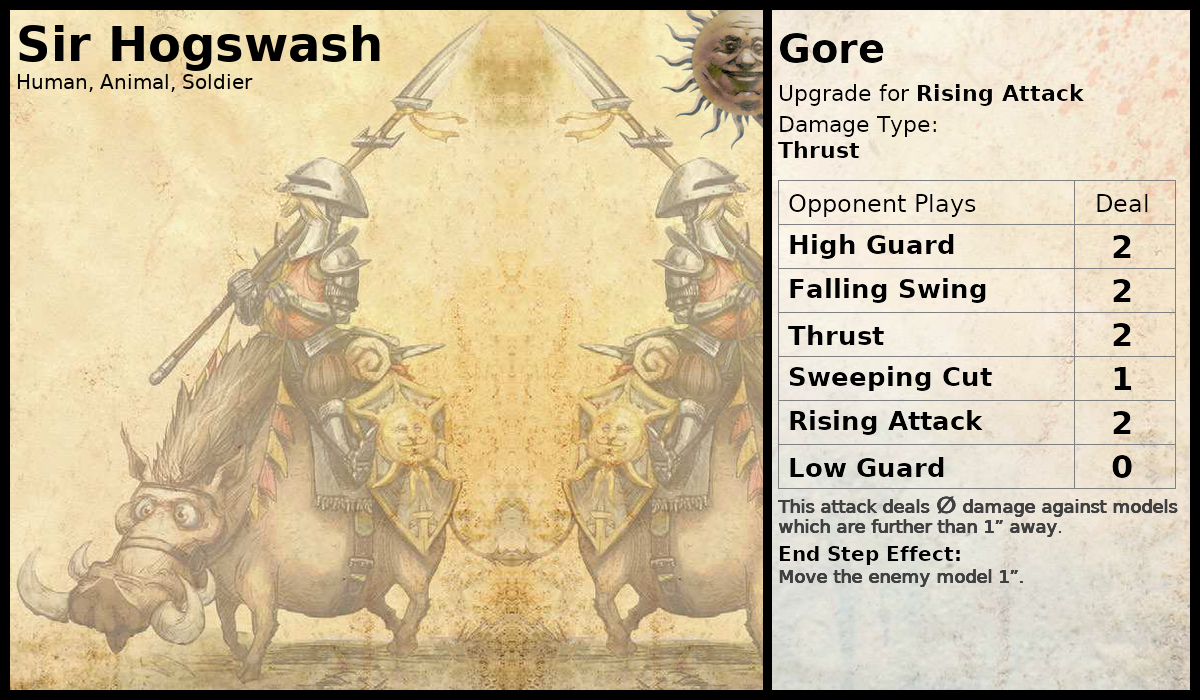 Sir Hogswash
Human, Animal, Soldier
Gore
Upgrade for Rising Attack
Damage Type:
Thrust
Opponent Plays Deal
High Guard 2
Falling Swing 2
Thrust 2
Sweeping Cut 1
Rising Attack 2
Low Guard 0
This attack deals Ø damage against models
which are further than 1” away.
End Step Effect:
Move the enemy model 1”.